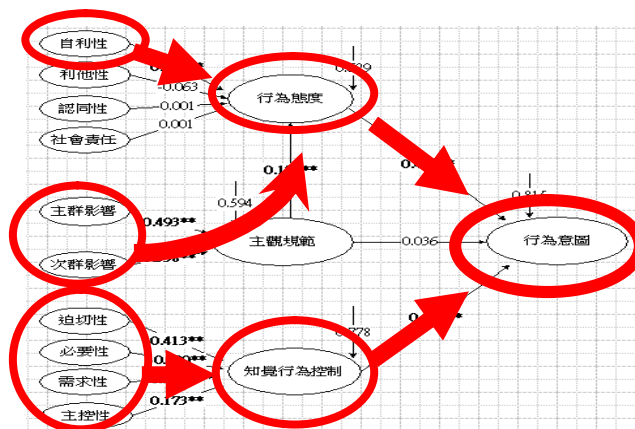 自利性
利他性
-0.063
行為態度
認同性
0.001
社會責任
0.001
主群影響
0.493**
0.594
主觀規範
0.036
行為意圖
次群影響
迫切性
0.413**
必要性
知覺行為控制
需求性
主控性
0.173**